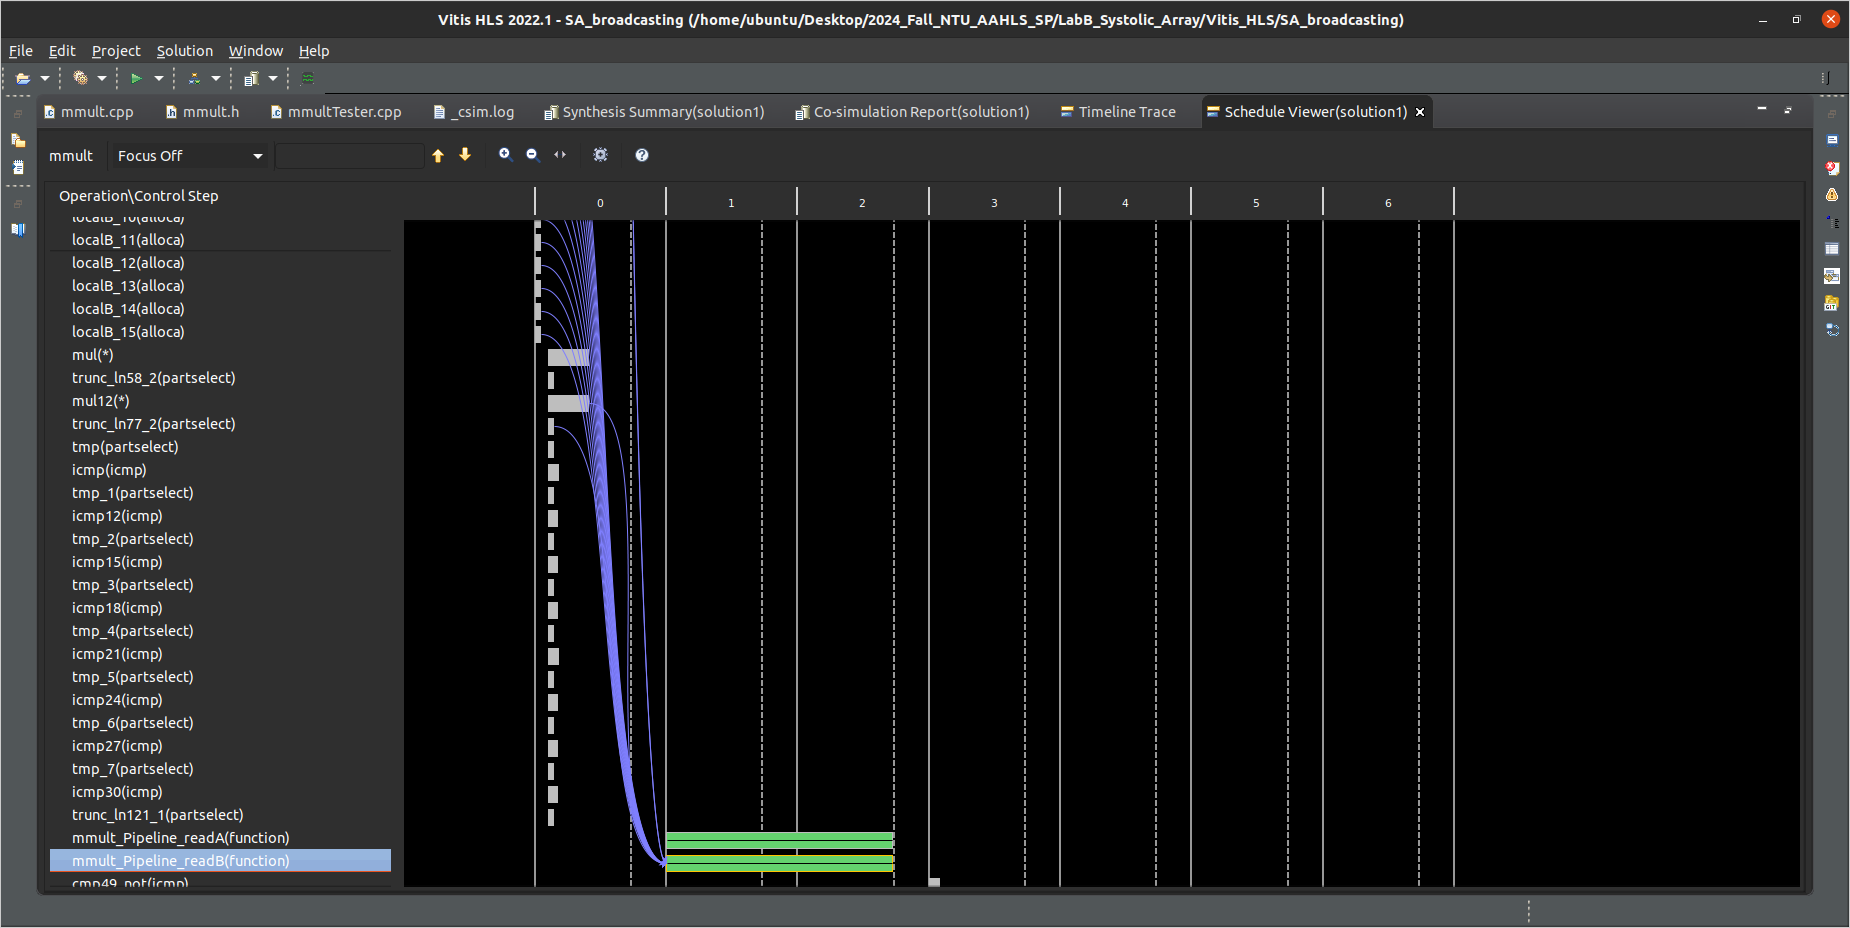 Vitis HLS 2022.1 - SA_broadcasting (/home/ubuntu/Desktop/2024_Fall_NTU_AAHLS_SP/LabB_Systolic_Array/Vitis_HLS/SA_broadcasting)
File Edit Project Solution Window Help
mmult.cpp mmult.h mmultTester.cpp _csim.log Synthesis Summary(solution1) Co-simulation Report(solution1) Timeline Trace Schedule Viewer(solution1)
mmult Focus Off
Operation\Control Step 0 1 2 3 4 5 6
localB_10(alloca)
localB_11(alloca)
localB_12(alloca)
localB_13(alloca)
localB_14(alloca)
localB_15(alloca)
mul(*)
trunc_ln58_2(partselect)
mul12(*)
trunc_ln77_2(partselect)
tmp(partselect)
icmp(icmp)
tmp_1(partselect)
icmp12(icmp)
tmp_2(partselect)
icmp15(icmp)
tmp_3(partselect)
icmp18(icmp)
tmp_4(partselect)
icmp21(icmp)
tmp_5(partselect)
icmp24(icmp)
tmp_6(partselect)
icmp27(icmp)
tmp_7(partselect)
icmp30(icmp)
trunc_ln121_1(partselect)
mmult_Pipeline_readA(function)
mmult_Pipeline_readB(function)
cmp49_not(icmp)